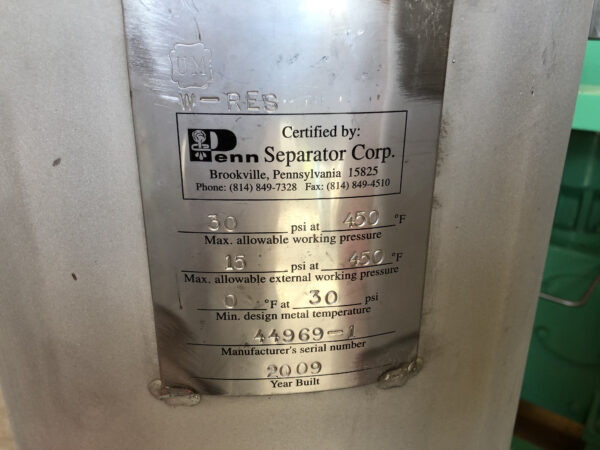 UM
W-RES
Certified by:
Penn Separator Corp.
Brookville, Pennsylvania 15825
Phone: (814) 849-7328 Fax: (814) 849-4510
30 psi at 450 °F
Max. allowable working pressure
15 psi at 450 °F
Max. allowable external working pressure
0 °F at 30 psi
Min. design metal temperature
44969-1
Manufacturer's serial number
2009
Year Built